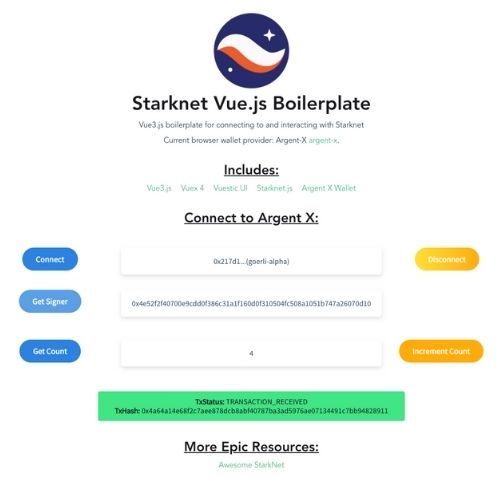 Starknet Vue.js Boilerplate
Vue3.js boilerplate for connecting to and interacting with Starknet
Current browser wallet provider: Argent-X argent-x.
Includes:
Vue3.js Vuex 4 Vuestic UI Starknet.js Argent X Wallet
Connect to Argent X:
Connect 0x217d1...(goerli-alpha) Disconnect
Get Signer 0x4e52f2f40700e9cdd0f386c31a1f160d0f310504fc508a1051b747a26070d10
Get Count 4 Increment Count
TxStatus: TRANSACTION_RECEIVED
TxHash: 0x4a64a14e68f2c7aee878dcb8abf40787ba3ad5976ae07134491c7bb94828911
More Epic Resources:
Awesome StarkNet